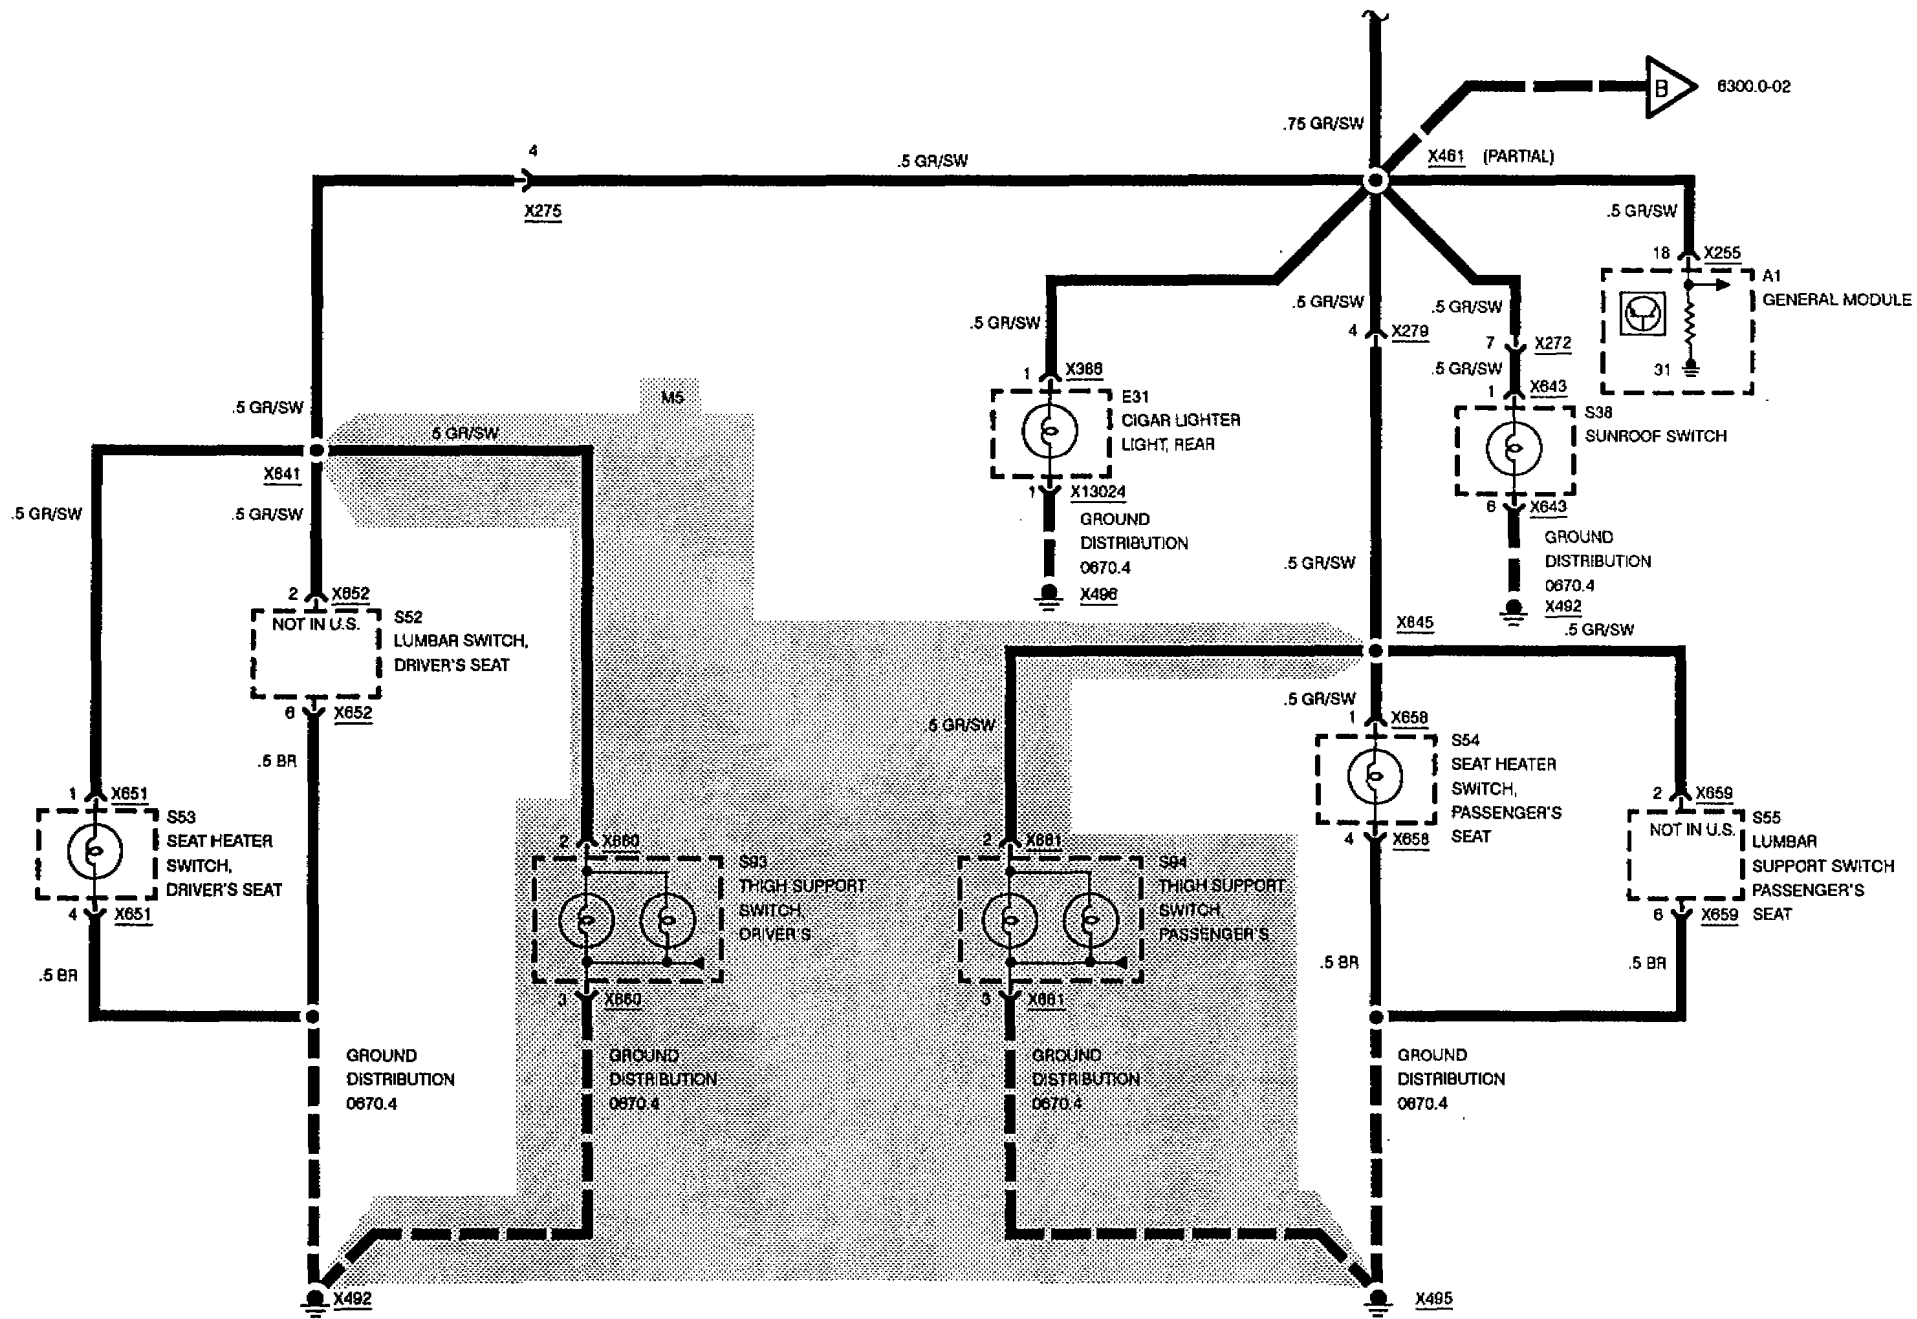 B
6300.0-02
.75 GR/SW
X461 (PARTIAL)
4
.5 GR/SW
X275
.5 GR/SW
18 X255
A1
GENERAL MODULE
31
.5 GR/SW
4 X279
.5 GR/SW
7 X272
.5 GR/SW
1 X643
S38
SUNROOF SWITCH
6 X643
GROUND
DISTRIBUTION
0670.4
X492
.5 GR/SW
1 X366
E31
CIGAR LIGHTER
LIGHT, REAR
1 X13024
GROUND
DISTRIBUTION
0670.4
X496
M5
.5 GR/SW
5 GR/SW
X641
.5 GR/SW
.5 GR/SW
2 X652
NOT IN U.S.
S52
LUMBAR SWITCH,
DRIVER'S SEAT
6 X652
.5 BR
1 X651
S53
SEAT HEATER
SWITCH,
DRIVER'S SEAT
4 X651
.5 BR
GROUND
DISTRIBUTION
0670.4
2 X660
S93
THIGH SUPPORT
SWITCH,
DRIVER'S
3 X660
GROUND
DISTRIBUTION
0670.4
X492
.5 GR/SW
X645
.5 GR/SW
.5 GR/SW
.5 GR/SW
2 X661
S94
THIGH SUPPORT
SWITCH,
PASSENGER'S
3 X661
GROUND
DISTRIBUTION
0670.4
1 X658
S54
SEAT HEATER
SWITCH,
PASSENGER'S
SEAT
4 X658
.5 BR
2 X659
NOT IN U.S.
S55
LUMBAR
SUPPORT SWITCH
PASSENGER'S
SEAT
6 X659
.5 BR
GROUND
DISTRIBUTION
0670.4
X495